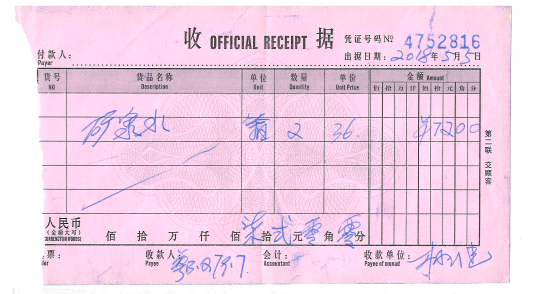 收 OFFICIAL RECEIPT 据 凭证号码 No 4752816
付款人: 出据日期: 2018年5月5日
Payer
货号 货品名称 单位 数量 单价 金额 Amount
NO Description Unit Quantity Unit Price 佰 拾 万 仟 佰 拾 元 角 分
矿泉水 箱 2 36. ¥7200
第二联 交顾客
人民币
(金额大写) 佰 拾 万 仟 佰 柒 拾 贰 元 零 角 零 分
票: 收款人: 会计: 收款单位:
Payee Accountant Payee of monad